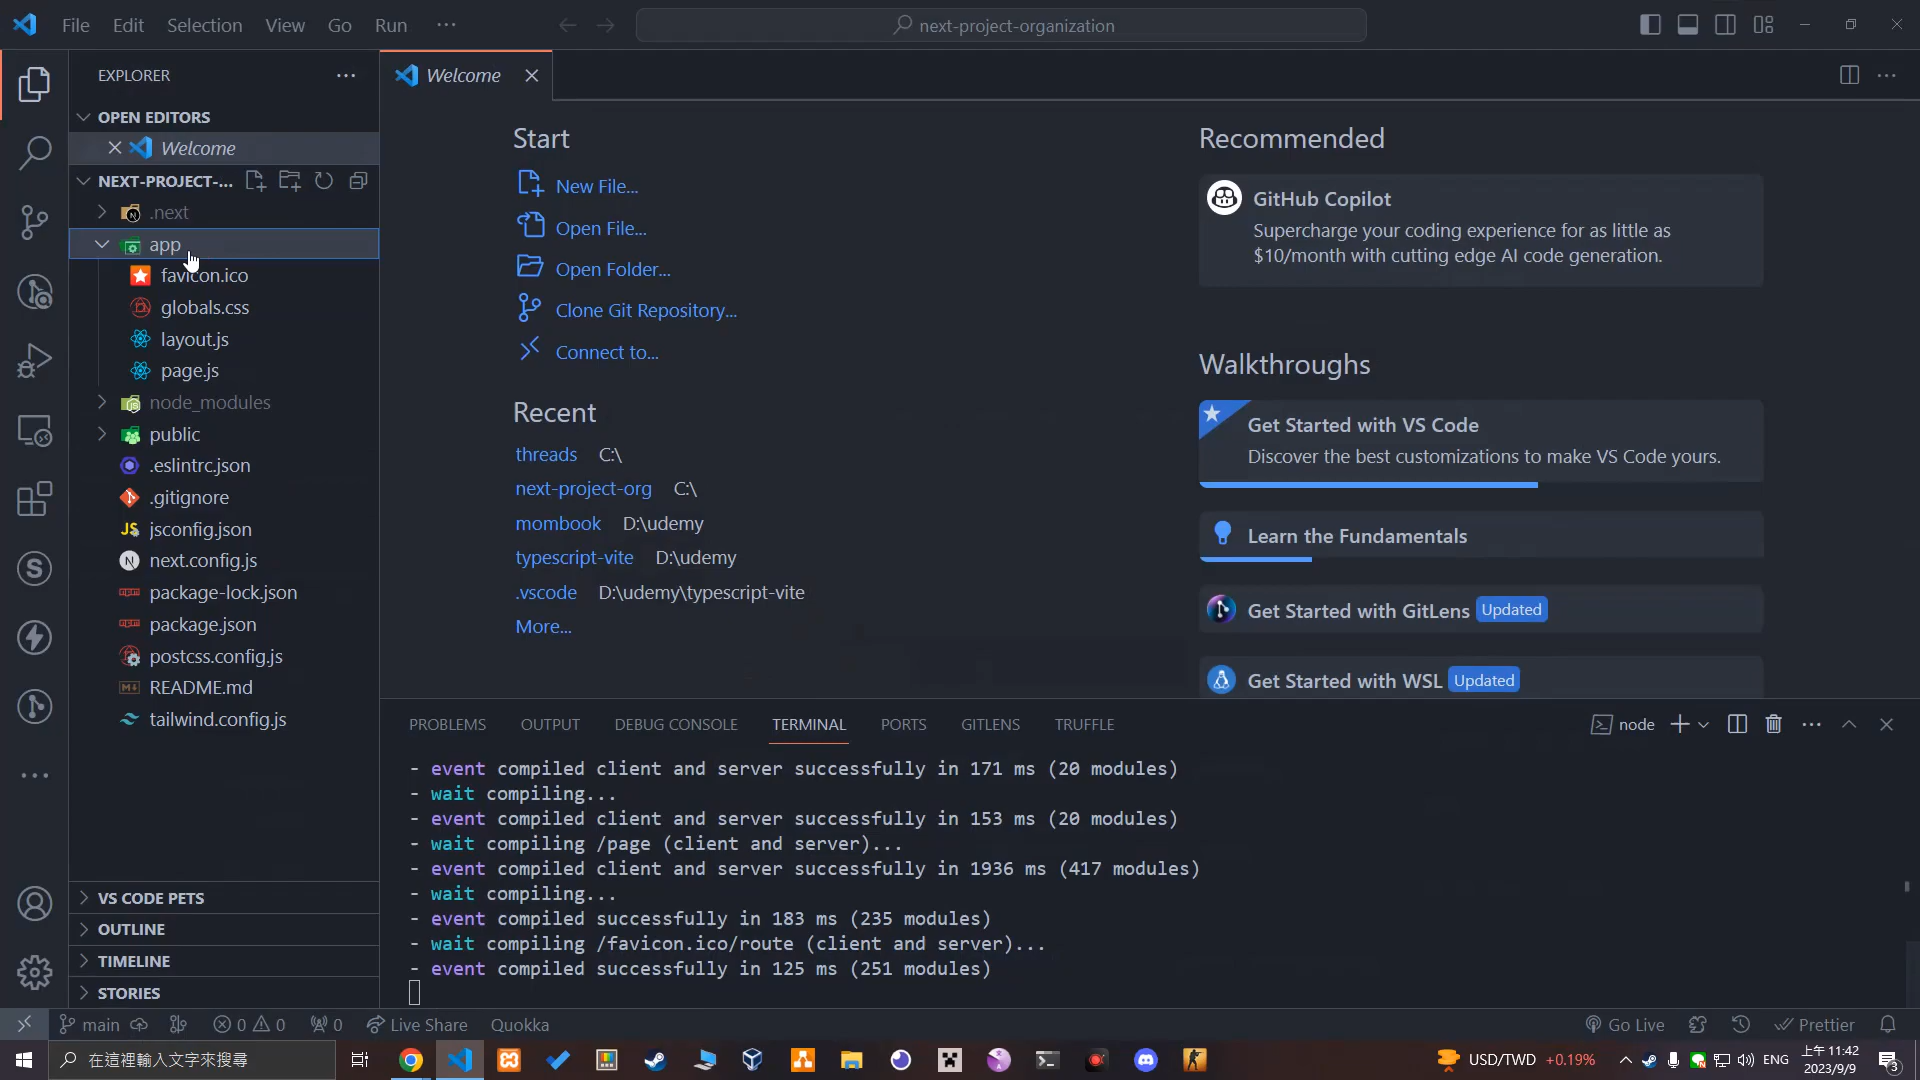 File Edit Selection View Go Run ···
next-project-organization
EXPLORER
OPEN EDITORS
Welcome
NEXT-PROJECT-...
.next
app
favicon.ico
globals.css
layout.js
page.js
node_modules
public
.eslintrc.json
.gitignore
jsconfig.json
next.config.js
package-lock.json
package.json
postcss.config.js
README.md
tailwind.config.js
VS CODE PETS
OUTLINE
TIMELINE
STORIES
Welcome
Start
New File...
Open File...
Open Folder...
Clone Git Repository...
Connect to...
Recent
threads C:\
next-project-org C:\
mombook D:\udemy
typescript-vite D:\udemy
.vscode D:\udemy\typescript-vite
More...
Recommended
GitHub Copilot
Supercharge your coding experience for as little as
$10/month with cutting edge AI code generation.
Walkthroughs
Get Started with VS Code
Discover the best customizations to make VS Code yours.
Learn the Fundamentals
Get Started with GitLens Updated
Get Started with WSL Updated
PROBLEMS OUTPUT DEBUG CONSOLE TERMINAL PORTS GITLENS TRUFFLE
node
- event compiled client and server successfully in 171 ms (20 modules)
- wait compiling...
- event compiled client and server successfully in 153 ms (20 modules)
- wait compiling /page (client and server)...
- event compiled client and server successfully in 1936 ms (417 modules)
- wait compiling...
- event compiled successfully in 183 ms (235 modules)
- wait compiling /favicon.ico/route (client and server)...
- event compiled successfully in 125 ms (251 modules)
main 0 0 0 Live Share Quokka Go Live Prettier
在這裡輸入文字來搜尋
USD/TWD +0.19%
ENG
上午 11:42
2023/9/9
3